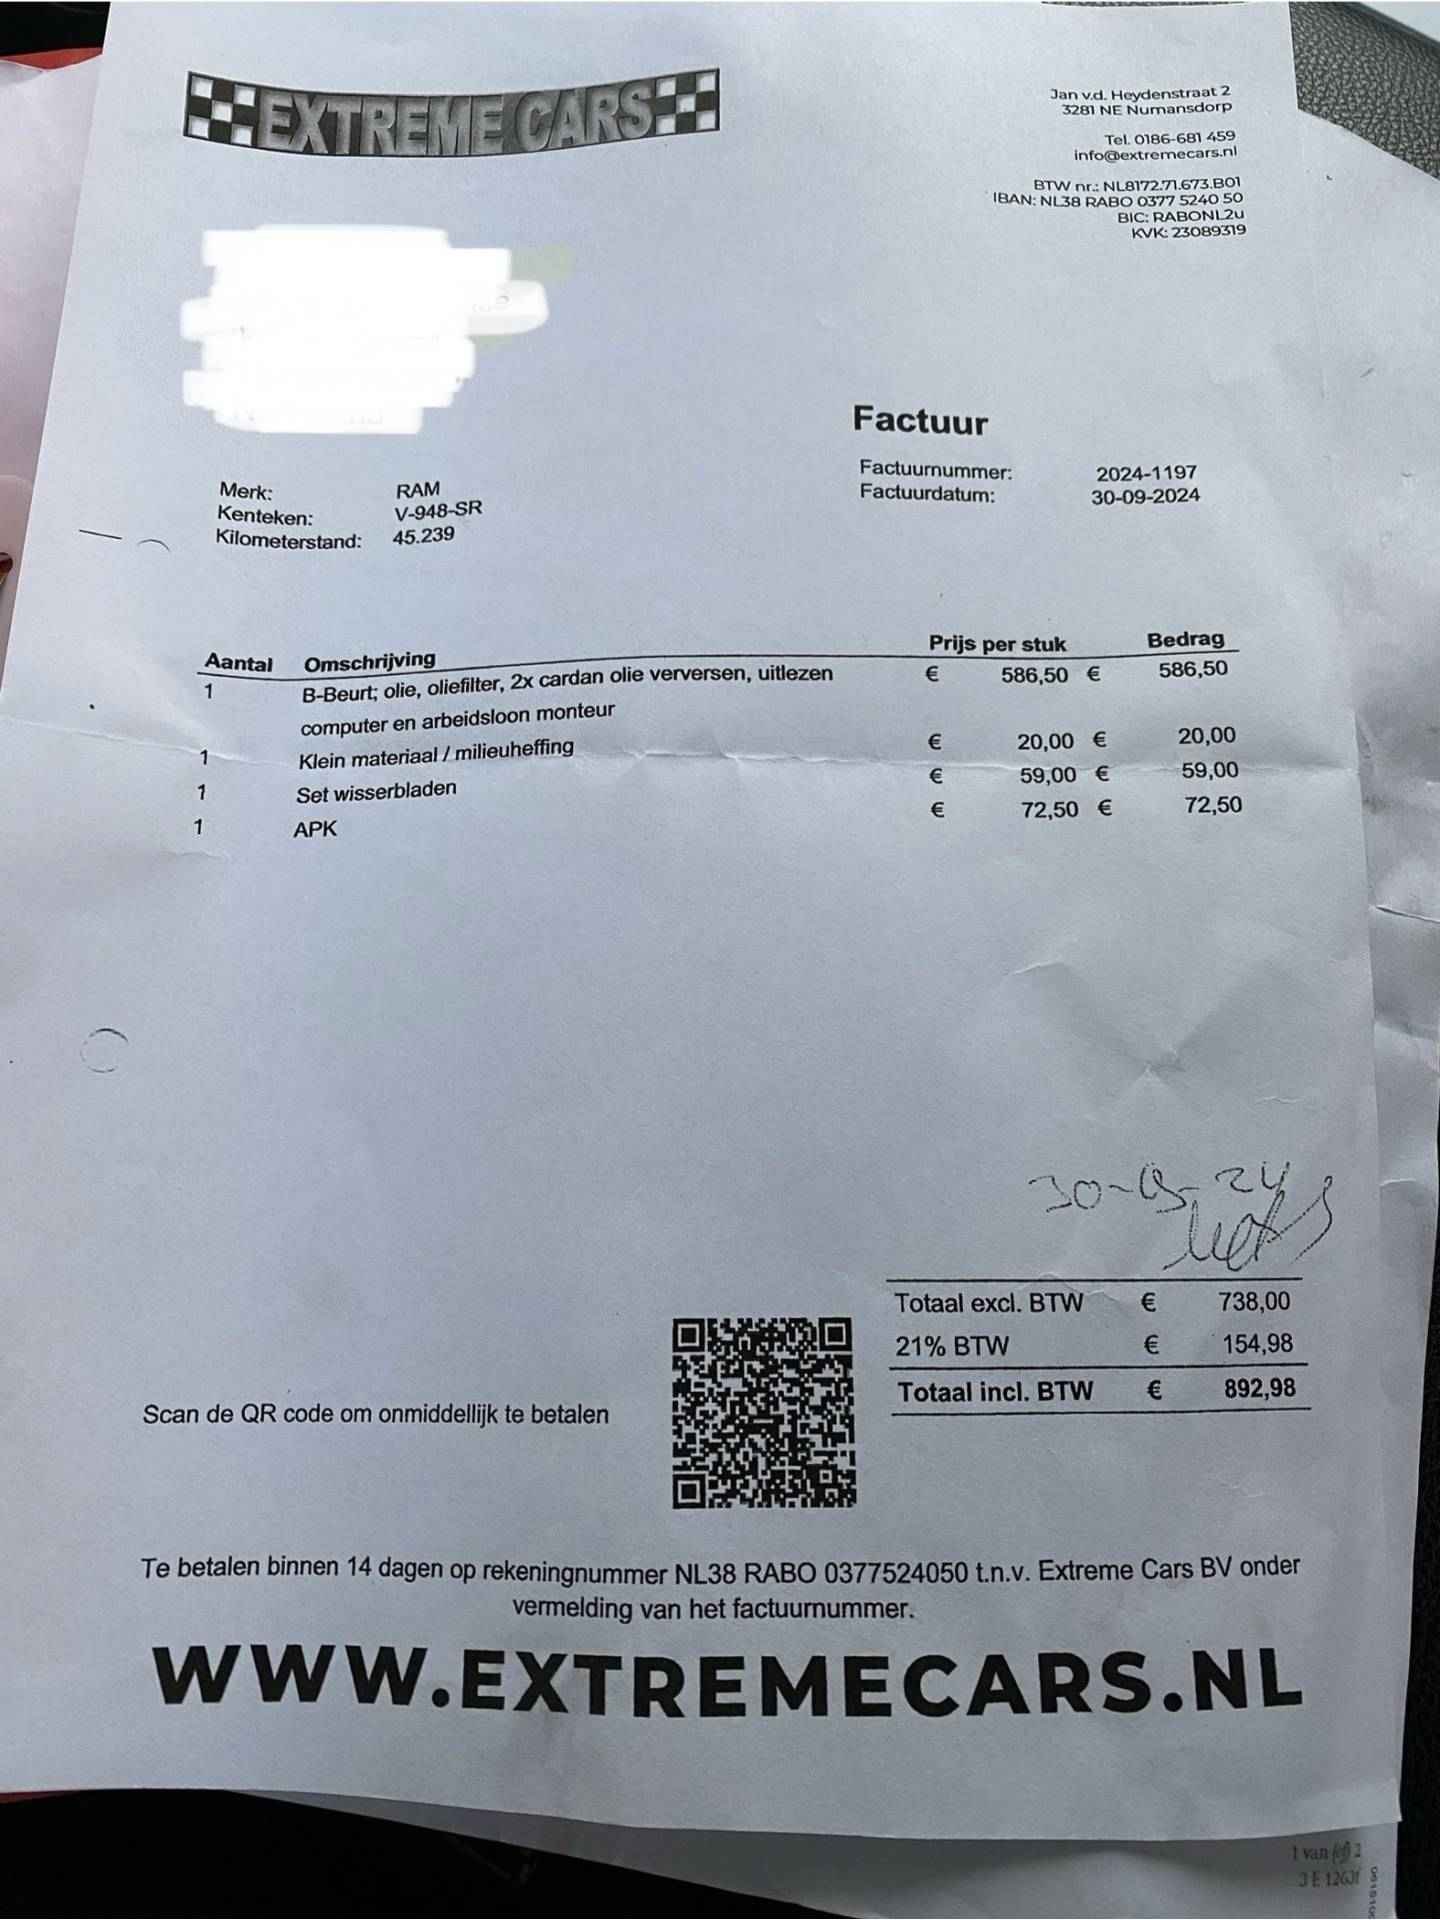 EXTREME CARS
Jan v.d. Heydenstraat 2
3281 NE Numansdorp
Tel. 0186-681 459
info@extremecars.nl
BTW nr.: NL8172.71.673.B01
IBAN: NL38 RABO 0377 5240 50
BIC: RABONL2u
KVK: 23089319
Factuur
Factuurnummer: 2024-1197
Factuurdatum: 30-09-2024
Merk: RAM
Kenteken: V-948-SR
Kilometerstand: 45.239
Aantal Omschrijving Prijs per stuk Bedrag
1 B-Beurt; olie, oliefilter, 2x cardan olie verversen, uitlezen € 586,50 € 586,50
computer en arbeidsloon monteur
1 Klein materiaal / milieuheffing € 20,00 € 20,00
1 Set wisserbladen € 59,00 € 59,00
1 APK € 72,50 € 72,50
30-09-24
Totaal excl. BTW € 738,00
21% BTW € 154,98
Totaal incl. BTW € 892,98
Scan de QR code om onmiddellijk te betalen
Te betalen binnen 14 dagen op rekeningnummer NL38 RABO 0377524050 t.n.v. Extreme Cars BV onder
vermelding van het factuurnummer.
WWW.EXTREMECARS.NL
1 van 2